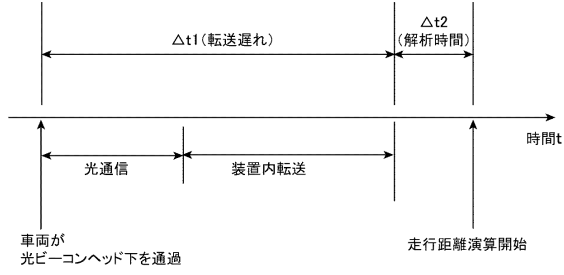 △t1(転送遅れ)
△t2
(解析時間)
時間t
光通信
装置内転送
車両が
光ビーコンヘッド下を通過
走行距離演算開始